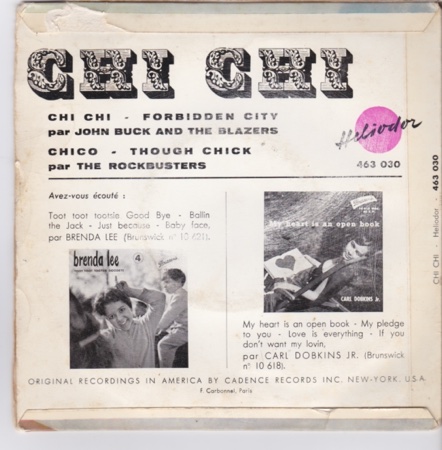 CHI CHI
CHI CHI - FORBIDDEN CITY
par JOHN BUCK AND THE BLAZERS
CHICO - THOUGH CHICK
par THE ROCKBUSTERS
Heliodor
463 030
CHI CHI Heliodor - 463 030
Avez-vous écouté :
Toot toot tootsie Good Bye - Ballin
the Jack - Just because - Baby face,
par BRENDA LEE (Brunswick n° 10 621).
brenda lee
4
My heart is an open book
CARL DOBKINS Jr.
My heart is an open book - My pledge
to you - Love is everything - If you
don't want my lovin,
par CARL DOBKINS JR. (Brunswick
n° 10 618).
ORIGINAL RECORDINGS IN AMERICA BY CADENCE RECORDS INC. NEW-YORK. U.S.A.
F. Carbonnel, Paris